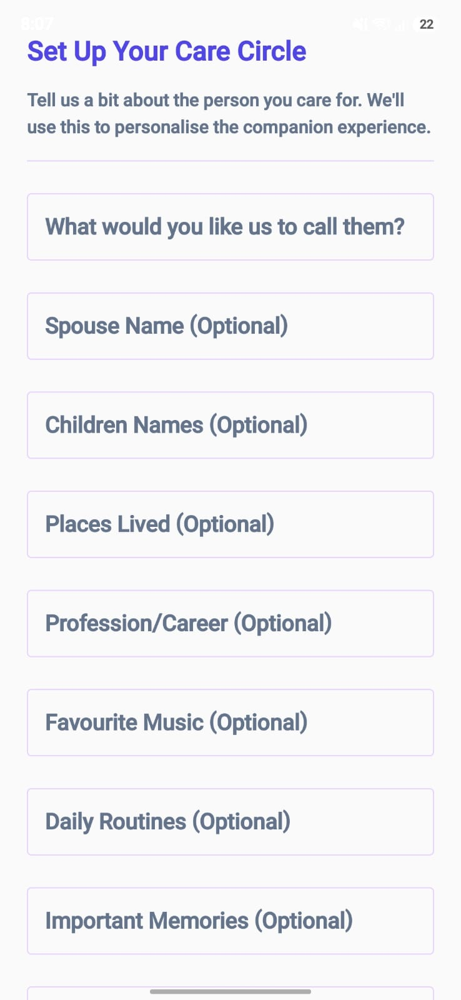 8:07
22
Set Up Your Care Circle
Tell us a bit about the person you care for. We'll
use this to personalise the companion experience.
What would you like us to call them?
Spouse Name (Optional)
Children Names (Optional)
Places Lived (Optional)
Profession/Career (Optional)
Favourite Music (Optional)
Daily Routines (Optional)
Important Memories (Optional)